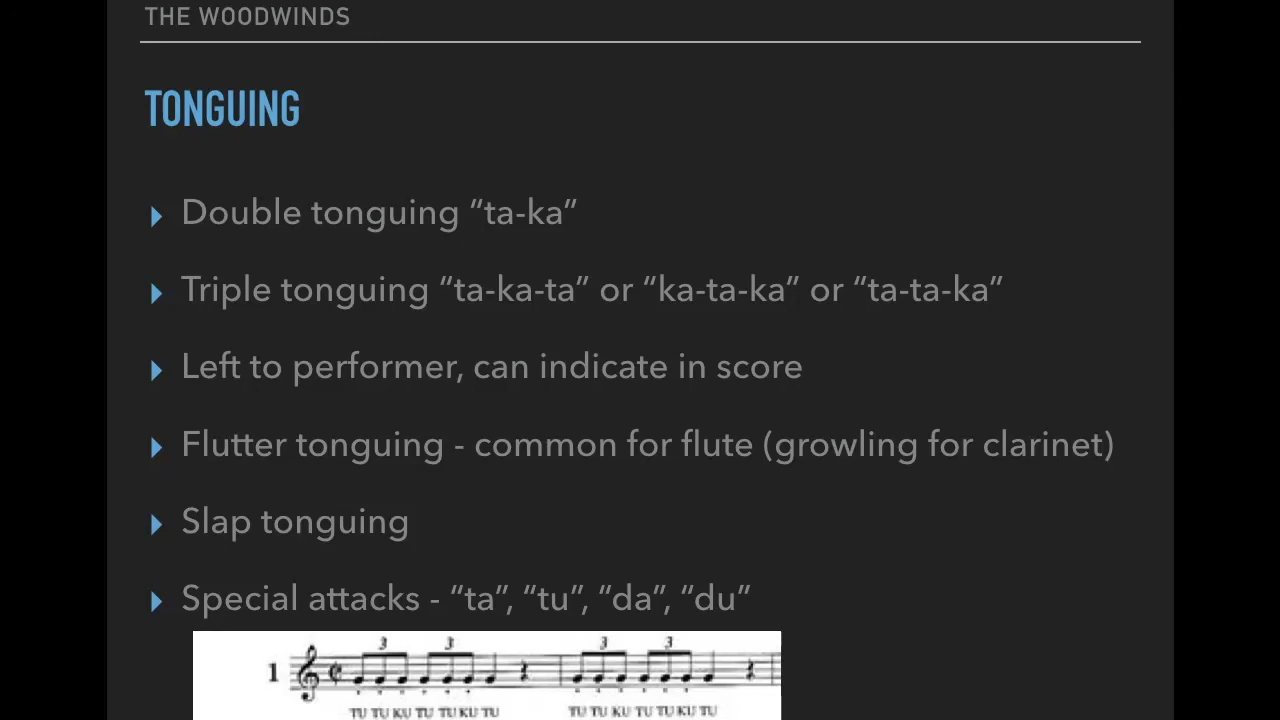 THE WOODWINDS
TONGUING
Double tonguing “ta-ka”
Triple tonguing “ta-ka-ta” or “ka-ta-ka” or “ta-ta-ka”
Left to performer, can indicate in score
Flutter tonguing - common for flute (growling for clarinet)
Slap tonguing
Special attacks - “ta”, “tu”, “da”, “du”
3 3 3 3
1
TU TU KU TU TU KU TU TU TU KU TU TU KU TU